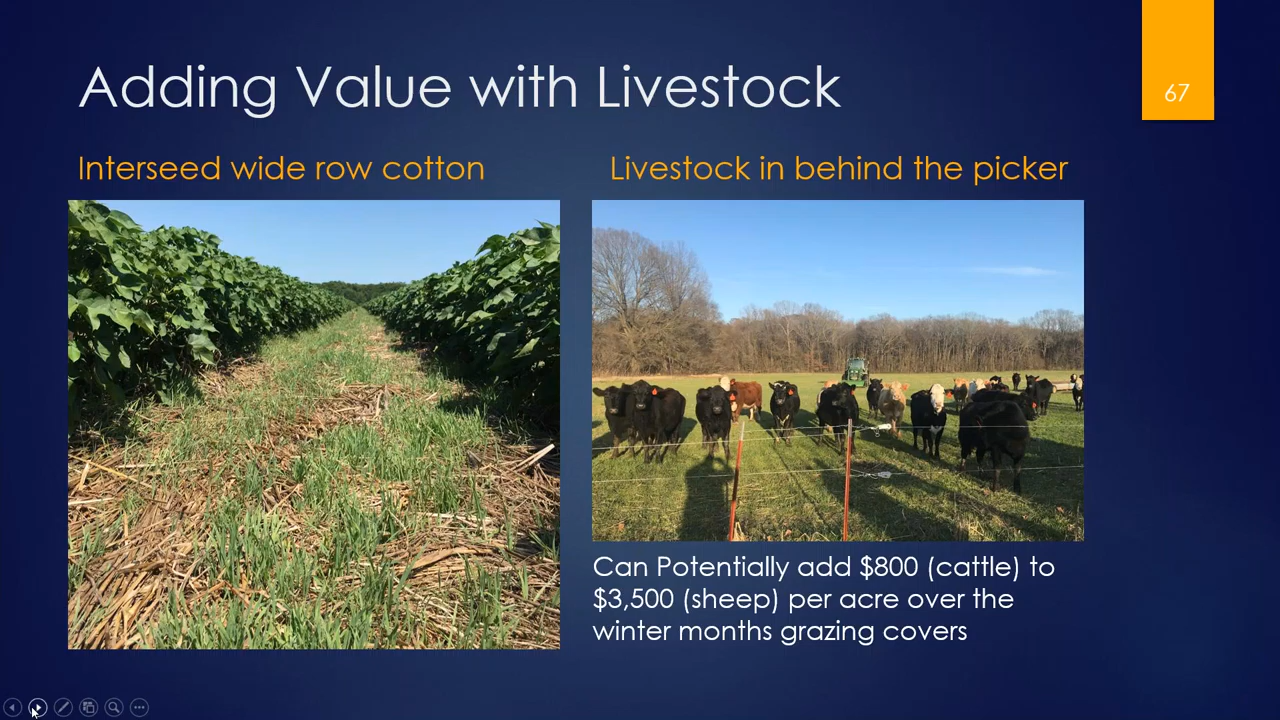 Adding Value with Livestock
67
Interseed wide row cotton
Livestock in behind the picker
Can Potentially add $800 (cattle) to
$3,500 (sheep) per acre over the
winter months grazing covers